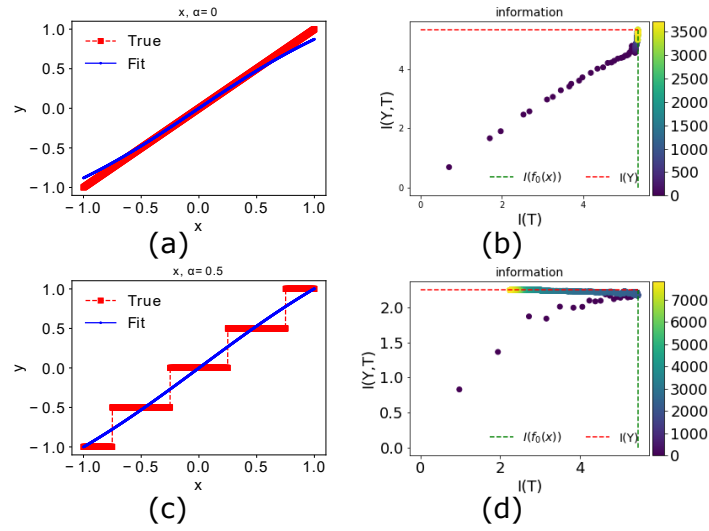 x, α= 0
True
Fit
1.0
0.5
0.0
−0.5
−1.0
y
−1.0 −0.5 0.0 0.5 1.0
x
(a)
information
I(Y,T)
4
2
0
I(f₀(x)) I(Y)
0 2 4
I(T)
3500
3000
2500
2000
1500
1000
500
0
(b)
x, α= 0.5
True
Fit
1.0
0.5
0.0
−0.5
−1.0
y
−1.0 −0.5 0.0 0.5 1.0
x
(c)
information
I(Y,T)
2.0
1.5
1.0
0.5
0.0
I(f₀(x)) I(Y)
0 2 4
I(T)
7000
6000
5000
4000
3000
2000
1000
0
(d)